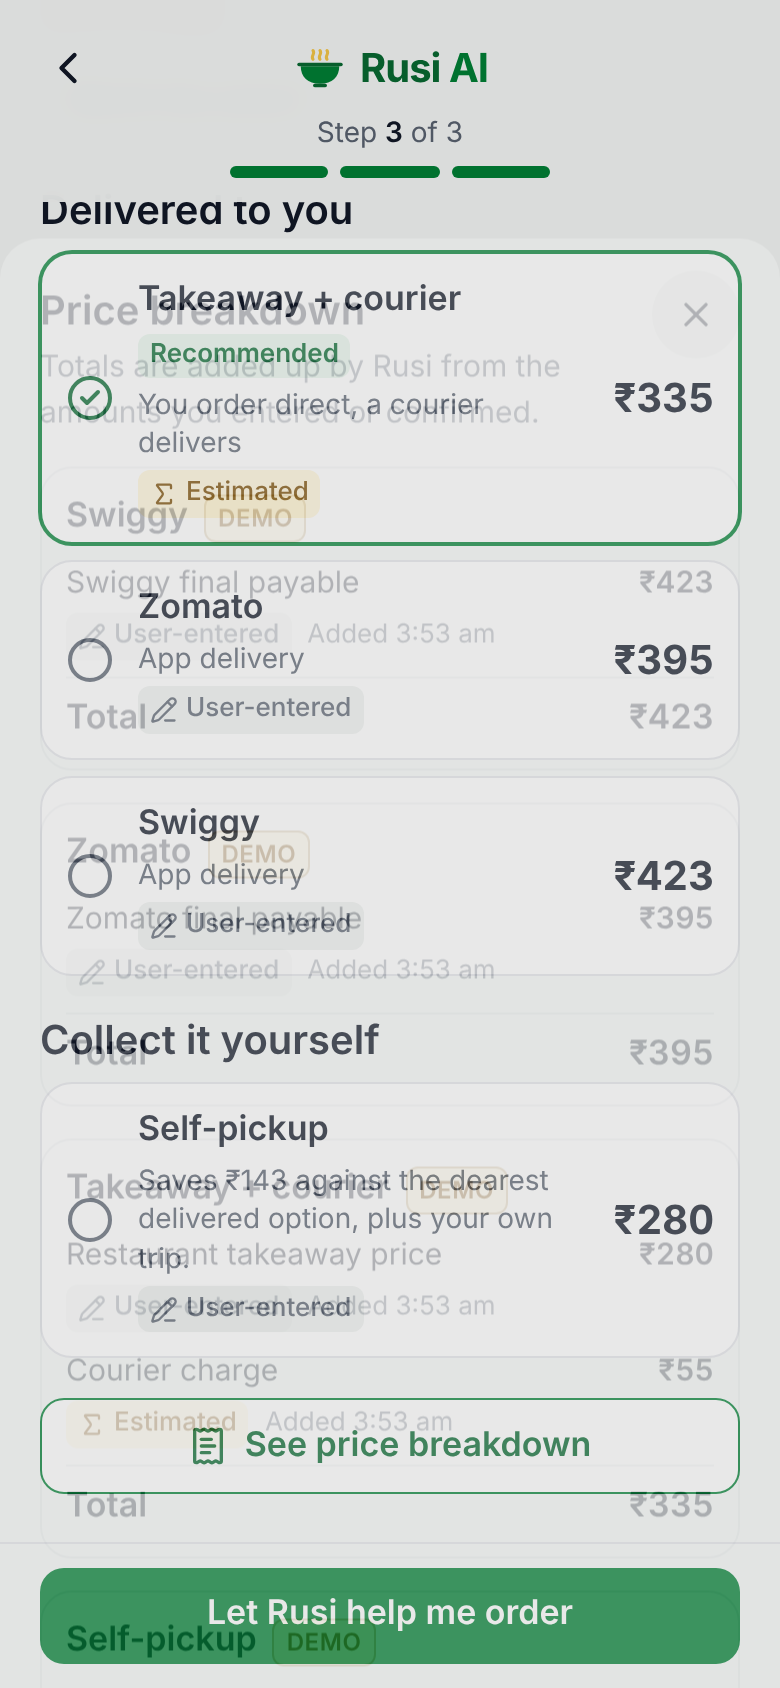 Rusi AI
Step 3 of 3
Delivered to you
Takeaway + courier
Recommended
You order direct, a courier
delivers
₹335
Estimated
Zomato
App delivery
₹395
User-entered
Swiggy
App delivery
₹423
User-entered
Collect it yourself
Self-pickup
Saves ₹143 against the dearest
delivered option, plus your own
trip.
₹280
User-entered
See price breakdown
Let Rusi help me order
Price breakdown
Totals are added up by Rusi from the
amounts you entered or confirmed.
Swiggy DEMO
Swiggy final payable ₹423
User-entered Added 3:53 am
Total ₹423
Zomato DEMO
Zomato final payable ₹395
User-entered Added 3:53 am
Total ₹395
Takeaway + courier DEMO
Restaurant takeaway price ₹280
User-entered Added 3:53 am
Courier charge ₹55
Estimated Added 3:53 am
Total ₹335
Self-pickup DEMO